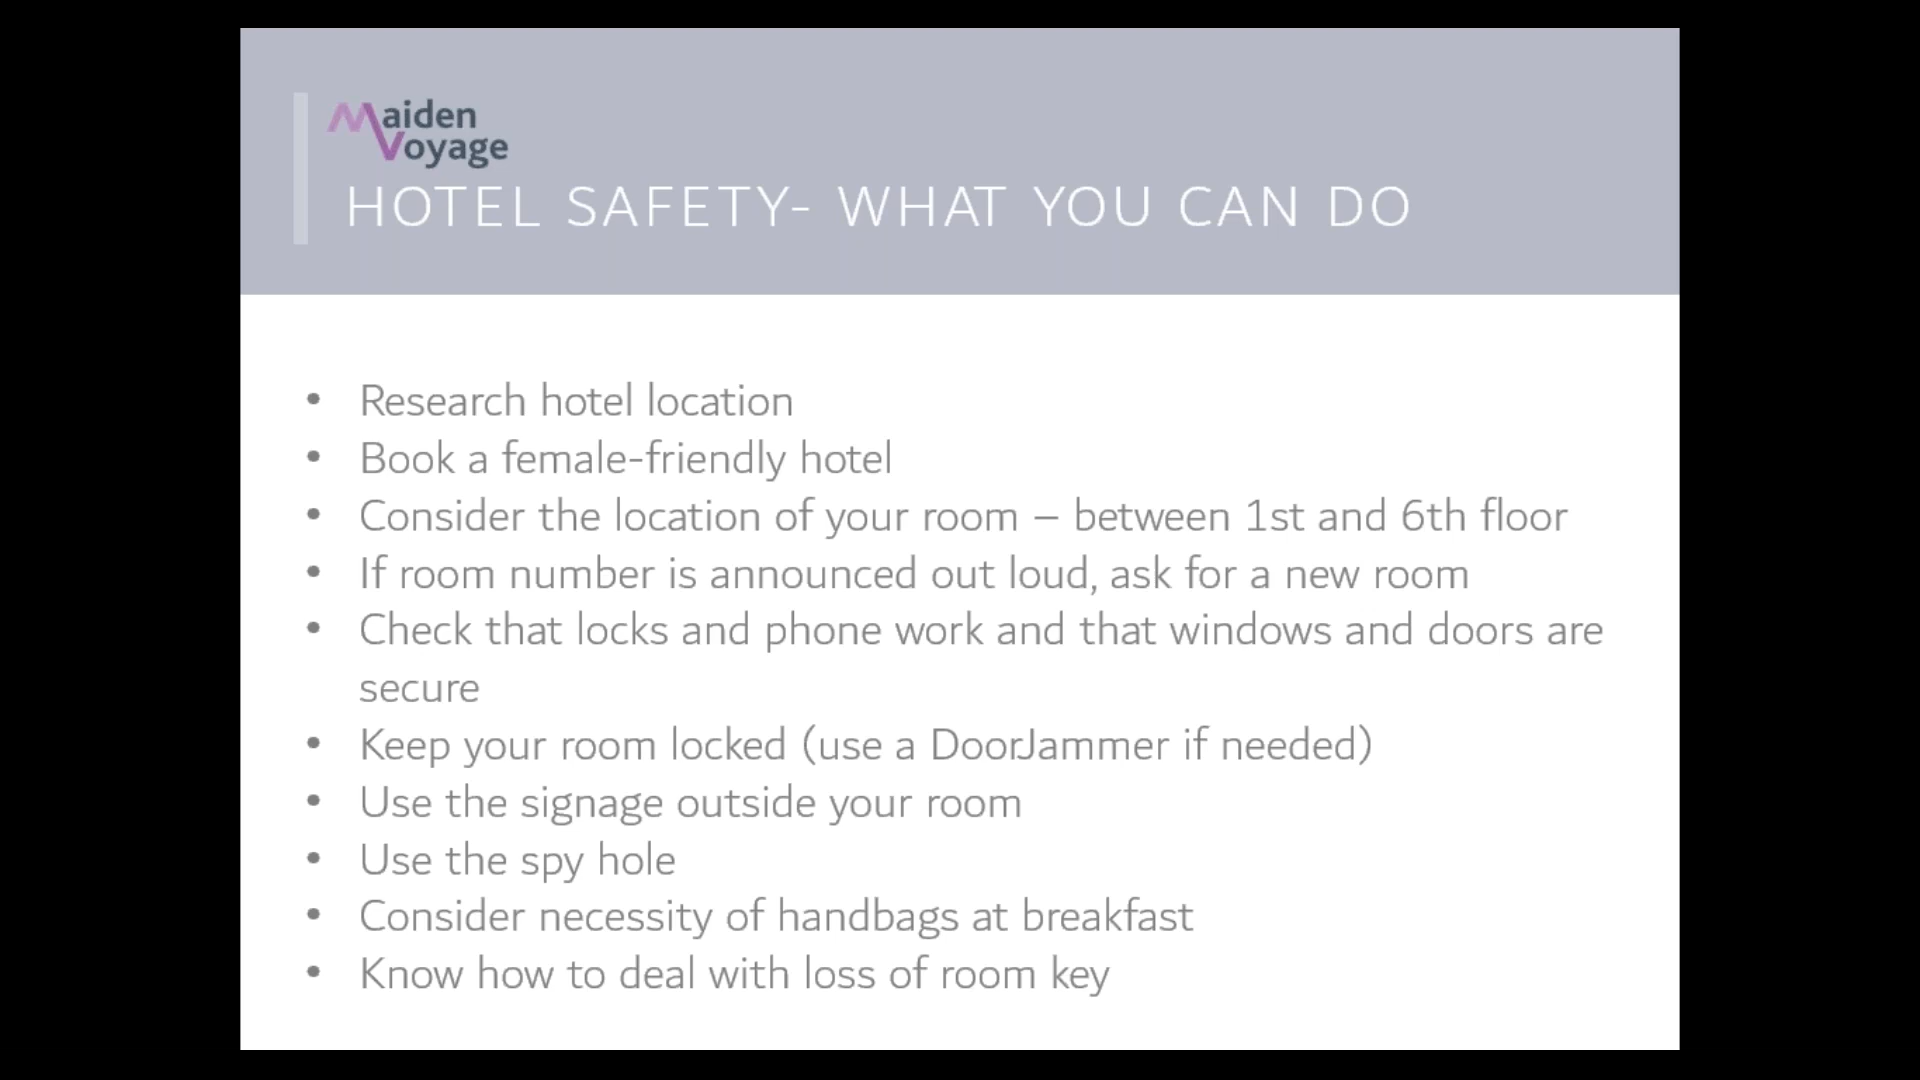 Maiden
Voyage
HOTEL SAFETY- WHAT YOU CAN DO
• Research hotel location
• Book a female-friendly hotel
• Consider the location of your room – between 1st and 6th floor
• If room number is announced out loud, ask for a new room
• Check that locks and phone work and that windows and doors are
secure
• Keep your room locked (use a DoorJammer if needed)
• Use the signage outside your room
• Use the spy hole
• Consider necessity of handbags at breakfast
• Know how to deal with loss of room key